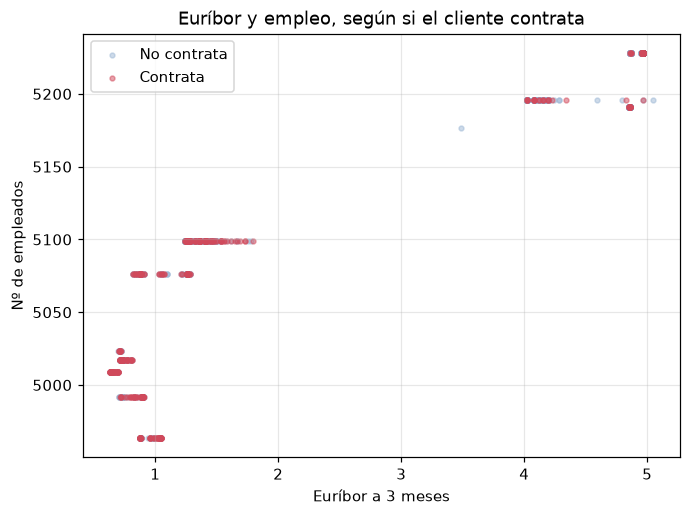 Euríbor y empleo, según si el cliente contrata
No contrata
Contrata
Nº de empleados
5200
5150
5100
5050
5000
1 2 3 4 5
Euríbor a 3 meses